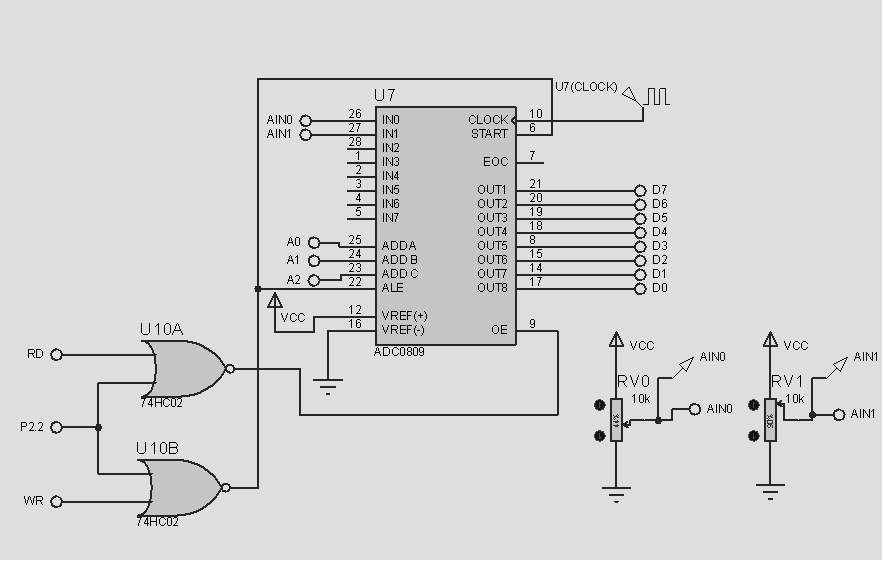 U7(CLOCK)
U7
AIN0 26 IN0 CLOCK 10
AIN1 27 IN1 START 6
28 IN2
1 IN3 EOC 7
2 IN4
3 IN5 OUT1 21 D7
4 IN6 OUT2 20 D6
5 IN7 OUT3 19 D5
OUT4 18 D4
A0 25 ADD A OUT5 8 D3
A1 24 ADD B OUT6 15 D2
A2 23 ADD C OUT7 14 D1
22 ALE OUT8 17 D0
VCC 12 VREF(+)
16 VREF(-) OE 9
ADC0809
U10A
RD
74HC02
P2.2
U10B
WR
74HC02
VCC
AIN0
RV0
10k
AIN0
44%
VCC
AIN1
RV1
10k
AIN1
90%